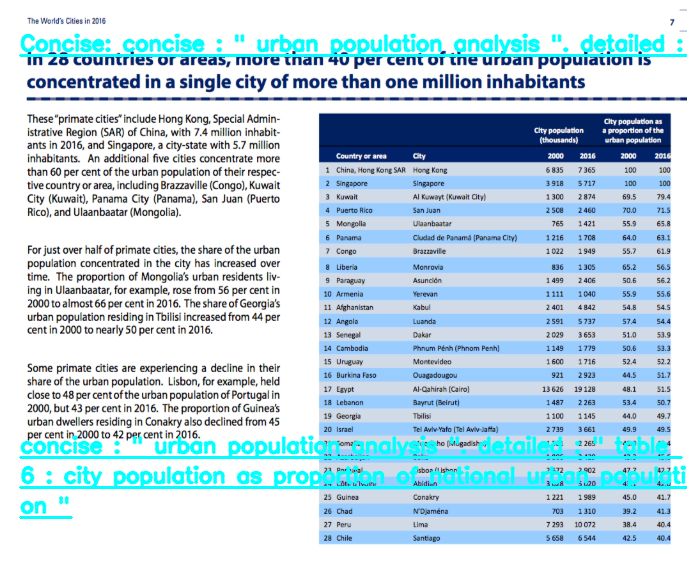 The World's Cities in 2016
7
Concise: concise : " urban population analysis ". detailed :
In 28 countries or areas, more than 40 per cent of the urban population is
concentrated in a single city of more than one million inhabitants
These "primate cities" include Hong Kong, Special Admin-
istrative Region (SAR) of China, with 7.4 million inhabit-
ants in 2016, and Singapore, a city-state with 5.7 million
inhabitants. An additional five cities concentrate more
than 60 per cent of the urban population of their respec-
tive country or area, including Brazzaville (Congo), Kuwait
City (Kuwait), Panama City (Panama), San Juan (Puerto
Rico), and Ulaanbaatar (Mongolia).
For just over half of primate cities, the share of the urban
population concentrated in the city has increased over
time. The proportion of Mongolia's urban residents liv-
ing in Ulaanbaatar, for example, rose from 56 per cent in
2000 to almost 66 per cent in 2016. The share of Georgia's
urban population residing in Tbilisi increased from 44 per
cent in 2000 to nearly 50 per cent in 2016.
Some primate cities are experiencing a decline in their
share of the urban population. Lisbon, for example, held
close to 48 per cent of the urban population of Portugal in
2000, but 43 per cent in 2016. The proportion of Guinea's
urban dwellers residing in Conakry also declined from 45
per cent in 2000 to 42 per cent in 2016.
City population (thousands) City population as a proportion of the urban population
Country or area City 2000 2016 2000 2016
1 China, Hong Kong SAR Hong Kong 6 835 7 365 100 100
2 Singapore Singapore 3 918 5 717 100 100
3 Kuwait Al Kuwayt (Kuwait City) 1 300 2 874 69.5 79.4
4 Puerto Rico San Juan 2 508 2 460 70.0 71.5
5 Mongolia Ulaanbaatar 765 1 421 55.9 65.8
6 Panama Ciudad de Panamá (Panama City) 1 216 1 708 64.0 63.1
7 Congo Brazzaville 1 022 1 949 55.7 61.9
8 Liberia Monrovia 836 1 305 65.2 56.5
9 Paraguay Asunción 1 499 2 406 50.6 56.2
10 Armenia Yerevan 1 111 1 040 55.9 55.6
11 Afghanistan Kabul 2 401 4 842 54.8 54.5
12 Angola Luanda 2 591 5 737 57.4 54.4
13 Senegal Dakar 2 029 3 653 51.0 53.9
14 Cambodia Phnum Pénh (Phnom Penh) 1 149 1 779 50.6 53.3
15 Uruguay Montevideo 1 600 1 716 52.4 52.2
16 Burkina Faso Ouagadougou 921 2 923 44.5 51.7
17 Egypt Al-Qahirah (Cairo) 13 626 19 128 48.1 51.5
18 Lebanon Bayrut (Beirut) 1 487 2 263 53.4 50.7
19 Georgia Tbilisi 1 100 1 145 44.0 49.7
20 Israel Tel Aviv-Yafo (Tel Aviv-Jaffa) 2 739 3 661 49.9 49.5
concise : " urban population analysis ". detailed : " table
6 : city population as proportion of national urban populati
on "
23 Portugal Lisboa (Lisbon) 2 902 47.7 42.7
25 Guinea Conakry 1 221 1 989 45.0 41.7
26 Chad N'Djaména 703 1 310 39.2 41.3
27 Peru Lima 7 293 10 072 38.4 40.4
28 Chile Santiago 5 658 6 544 42.5 40.4